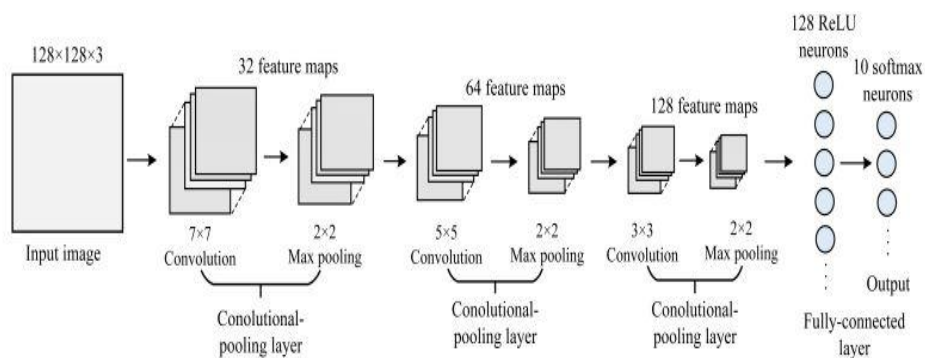 128×128×3
Input image
32 feature maps
7×7
Convolution
2×2
Max pooling
Conolutional-
pooling layer
64 feature maps
5×5
Convolution
2×2
Max pooling
Conolutional-
pooling layer
128 feature maps
3×3
Convolution
2×2
Max pooling
Conolutional-
pooling layer
128 ReLU
neurons
Fully-connected
layer
10 softmax
neurons
Output